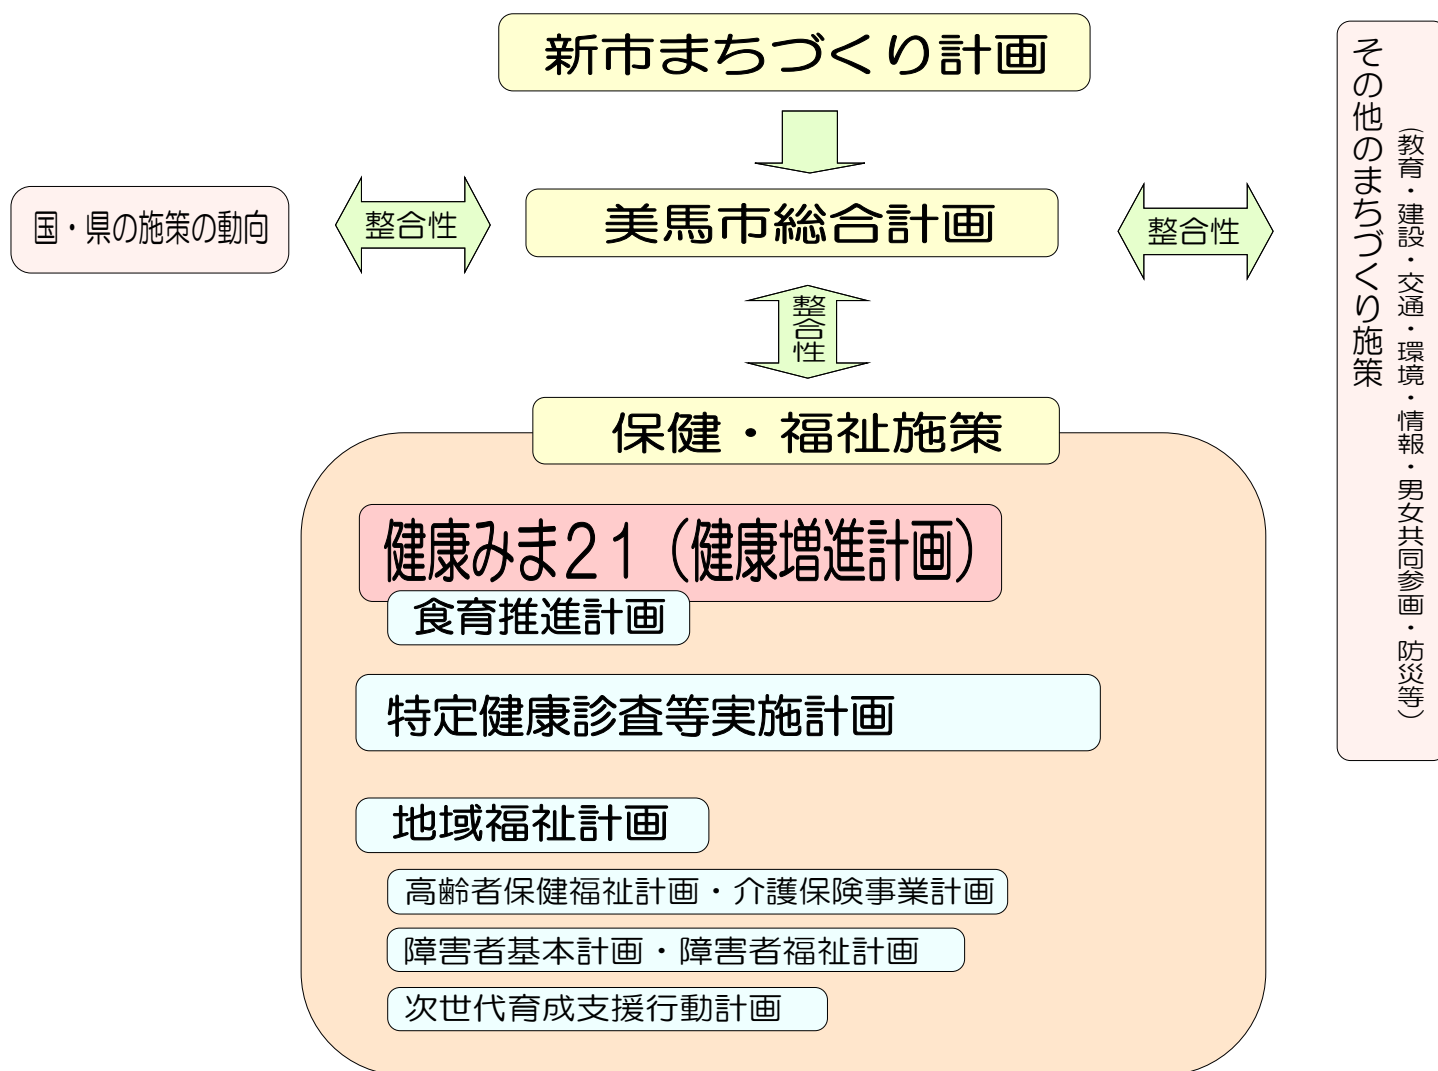 新市まちづくり計画
国・県の施策の動向
整合性
美馬市総合計画
整合性
その他のまちづくり施策
（教育・建設・交通・環境・情報・男女共同参画・防災等）
整合性
保健・福祉施策
健康みま２１（健康増進計画）
食育推進計画
特定健康診査等実施計画
地域福祉計画
高齢者保健福祉計画・介護保険事業計画
障害者基本計画・障害者福祉計画
次世代育成支援行動計画